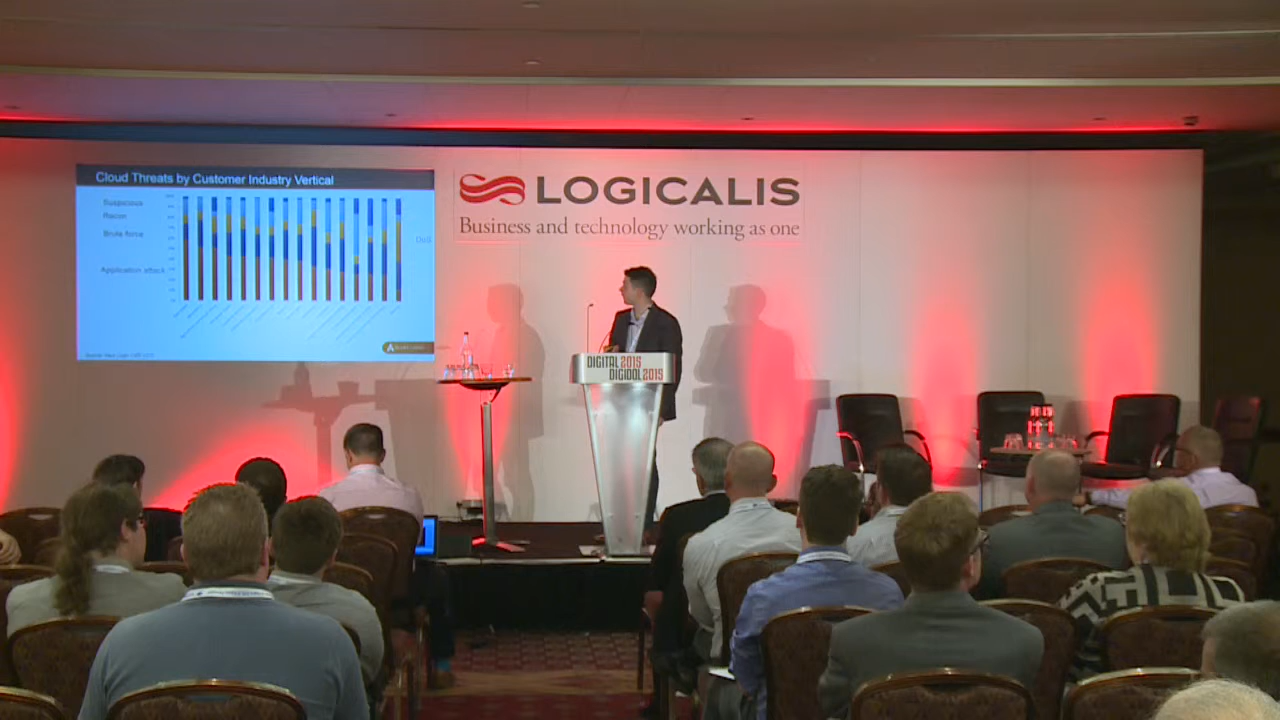 Cloud Threats by Customer Industry Vertical
Suspicious
Recon
Brute force
Application attack
DoS
LOGICALIS
Business and technology working as one
DIGITAL 2015
DIGIDOL 2015